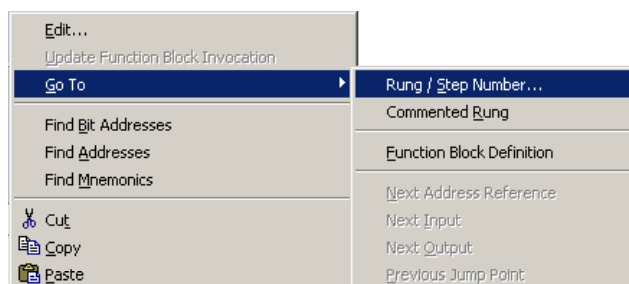 Edit...
Update Function Block Invocation
Go To
Find Bit Addresses
Find Addresses
Find Mnemonics
Cut
Copy
Paste
Rung / Step Number...
Commented Rung
Function Block Definition
Next Address Reference
Next Input
Next Output
Previous Jump Point